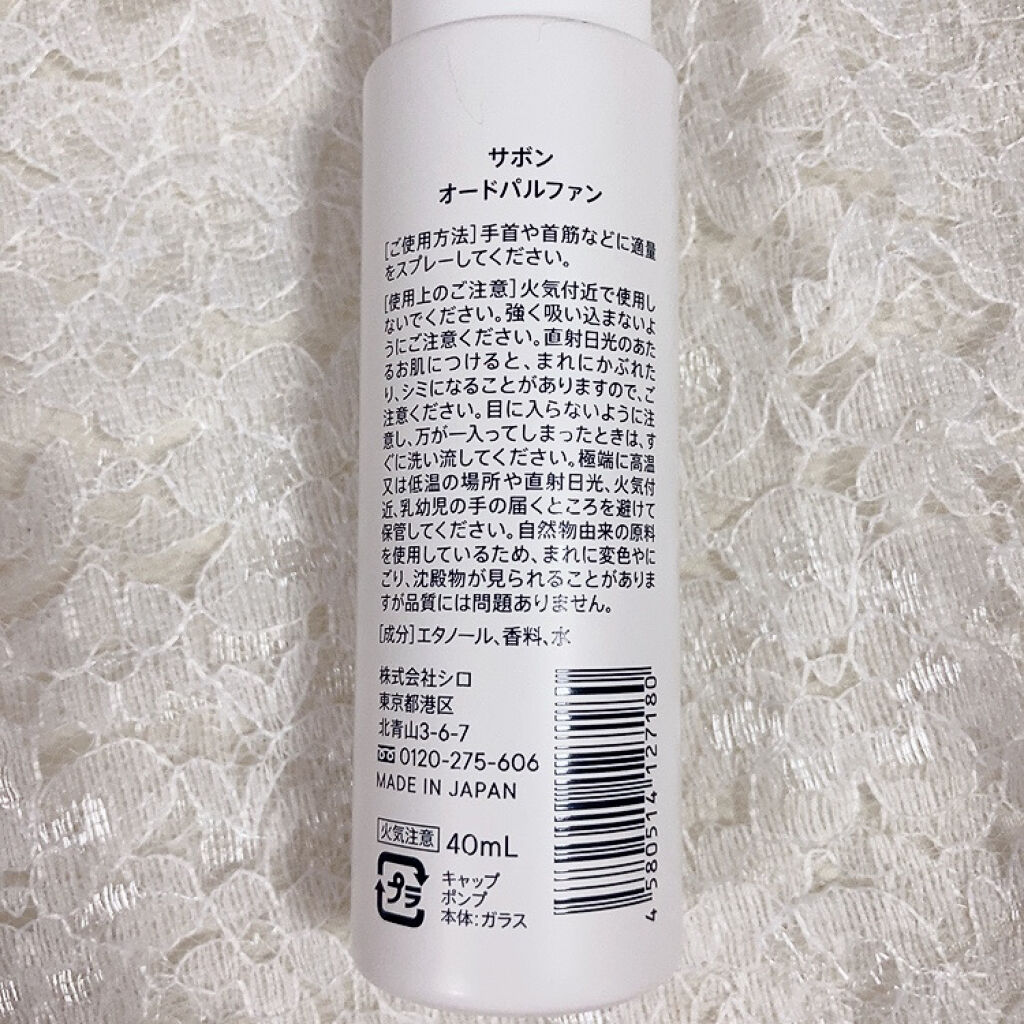 サボン
オードパルファン
[ご使用方法]手首や首筋などに適量
をスプレーしてください。
[使用上のご注意]火気付近で使用し
ないでください。強く吸い込まないよ
うにご注意ください。直射日光のあた
るお肌につけると、まれにかぶれた
り、シミになることがありますので、ご
注意ください。目に入らないように注
意し、万が一入ってしまったときは、す
ぐに洗い流してください。極端に高温
又は低温の場所や直射日光、火気付
近、乳幼児の手の届くところを避けて
保管してください。自然物由来の原料
を使用しているため、まれに変色やに
ごり、沈殿物が見られることがありま
すが品質には問題ありません。
[成分]エタノール、香料、水
株式会社シロ
東京都港区
北青山3-6-7
0120-275-606
MADE IN JAPAN
火気注意 40mL
プラ
キャップ
ポンプ
本体:ガラス
4580514127180